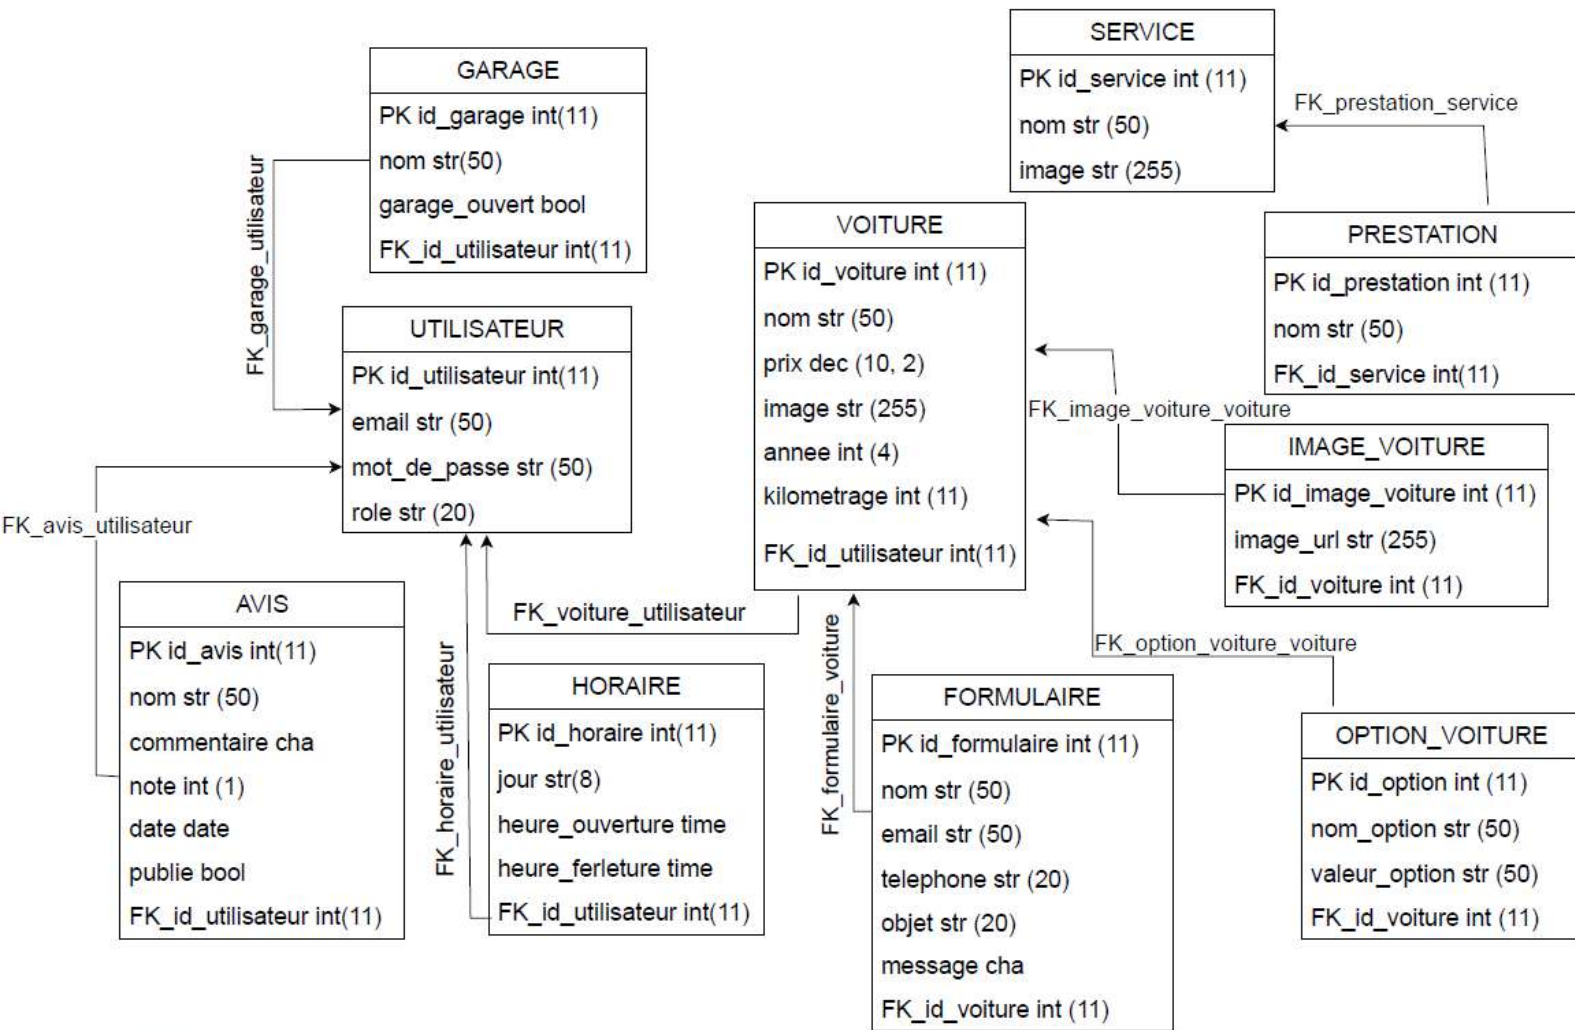 SERVICE
PK id_service int (11)
nom str (50)
image str (255)
FK_prestation_service
GARAGE
PK id_garage int(11)
nom str(50)
garage_ouvert bool
FK_id_utilisateur int(11)
FK_garage_utilisateur
VOITURE
PK id_voiture int (11)
nom str (50)
prix dec (10, 2)
image str (255)
annee int (4)
kilometrage int (11)
FK_id_utilisateur int(11)
PRESTATION
PK id_prestation int (11)
nom str (50)
FK_id_service int(11)
UTILISATEUR
PK id_utilisateur int(11)
email str (50)
mot_de_passe str (50)
role str (20)
FK_image_voiture_voiture
IMAGE_VOITURE
PK id_image_voiture int (11)
image_url str (255)
FK_id_voiture int (11)
FK_avis_utilisateur
AVIS
PK id_avis int(11)
nom str (50)
commentaire cha
note int (1)
date date
publie bool
FK_id_utilisateur int(11)
FK_voiture_utilisateur
FK_horaire_utilisateur
HORAIRE
PK id_horaire int(11)
jour str(8)
heure_ouverture time
heure_ferleture time
FK_id_utilisateur int(11)
FK_formulaire_voiture
FORMULAIRE
PK id_formulaire int (11)
nom str (50)
email str (50)
telephone str (20)
objet str (20)
message cha
FK_id_voiture int (11)
FK_option_voiture_voiture
OPTION_VOITURE
PK id_option int (11)
nom_option str (50)
valeur_option str (50)
FK_id_voiture int (11)